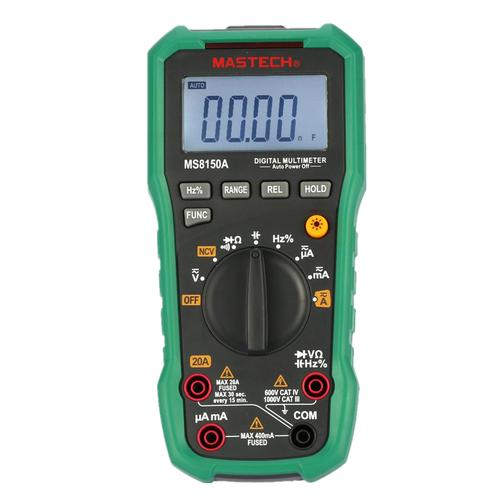 MASTECH®
AUTO
00.00
n F
MS8150A
DIGITAL MULTIMETER
Auto Power Off
Hz% RANGE REL HOLD
FUNC
NCV Ω Hz%
V μA
mA
OFF A
20A
VΩ
Hz%
MAX 20A
FUSED
MAX 30 sec.
every 15 min.
600V CAT IV
1000V CAT III
μA mA
COM
MAX 400mA
FUSED